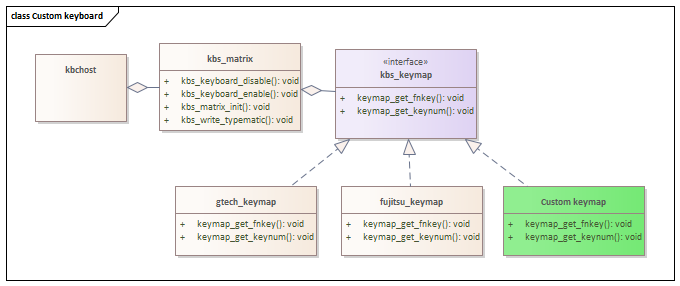 class Custom keyboard
kbchost
kbs_matrix
+ kbs_keyboard_disable(): void
+ kbs_keyboard_enable(): void
+ kbs_matrix_init(): void
+ kbs_write_typematic(): void
«interface»
kbs_keymap
+ keymap_get_fnkey(): void
+ keymap_get_keynum(): void
gtech_keymap
+ keymap_get_fnkey(): void
+ keymap_get_keynum(): void
fujitsu_keymap
+ keymap_get_fnkey(): void
+ keymap_get_keynum(): void
Custom keymap
+ keymap_get_fnkey(): void
+ keymap_get_keynum(): void